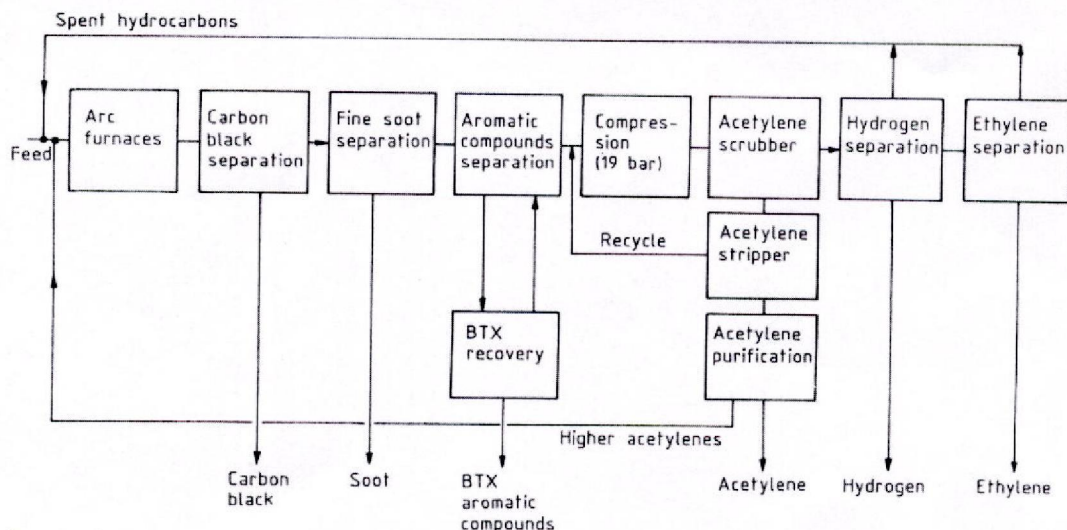 Spent hydrocarbons
Feed
Arc
furnaces
Carbon
black
separation
Fine soot
separation
Aromatic
compounds
separation
Compres-
sion
(19 bar)
Acetylene
scrubber
Hydrogen
separation
Ethylene
separation
Recycle
Acetylene
stripper
BTX
recovery
Acetylene
purification
Higher acetylenes
Carbon
black
Soot
BTX
aromatic
compounds
Acetylene
Hydrogen
Ethylene